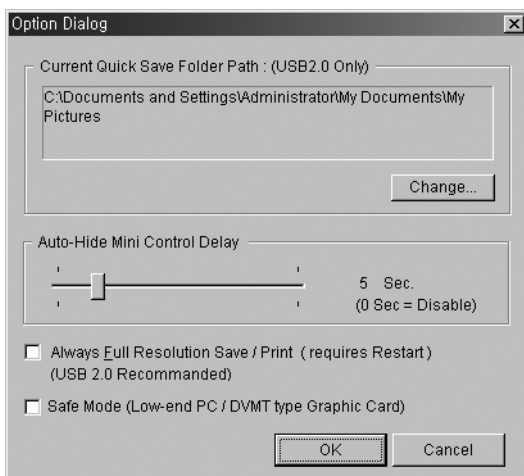 Option Dialog
Current Quick Save Folder Path : (USB2.0 Only)
C:\Documents and Settings\Administrator\My Documents\My
Pictures
Change...
Auto-Hide Mini Control Delay
5 Sec.
(0 Sec = Disable)
Always Full Resolution Save / Print ( requires Restart )
(USB 2.0 Recommanded)
Safe Mode (Low-end PC / DVMT type Graphic Card)
OK Cancel